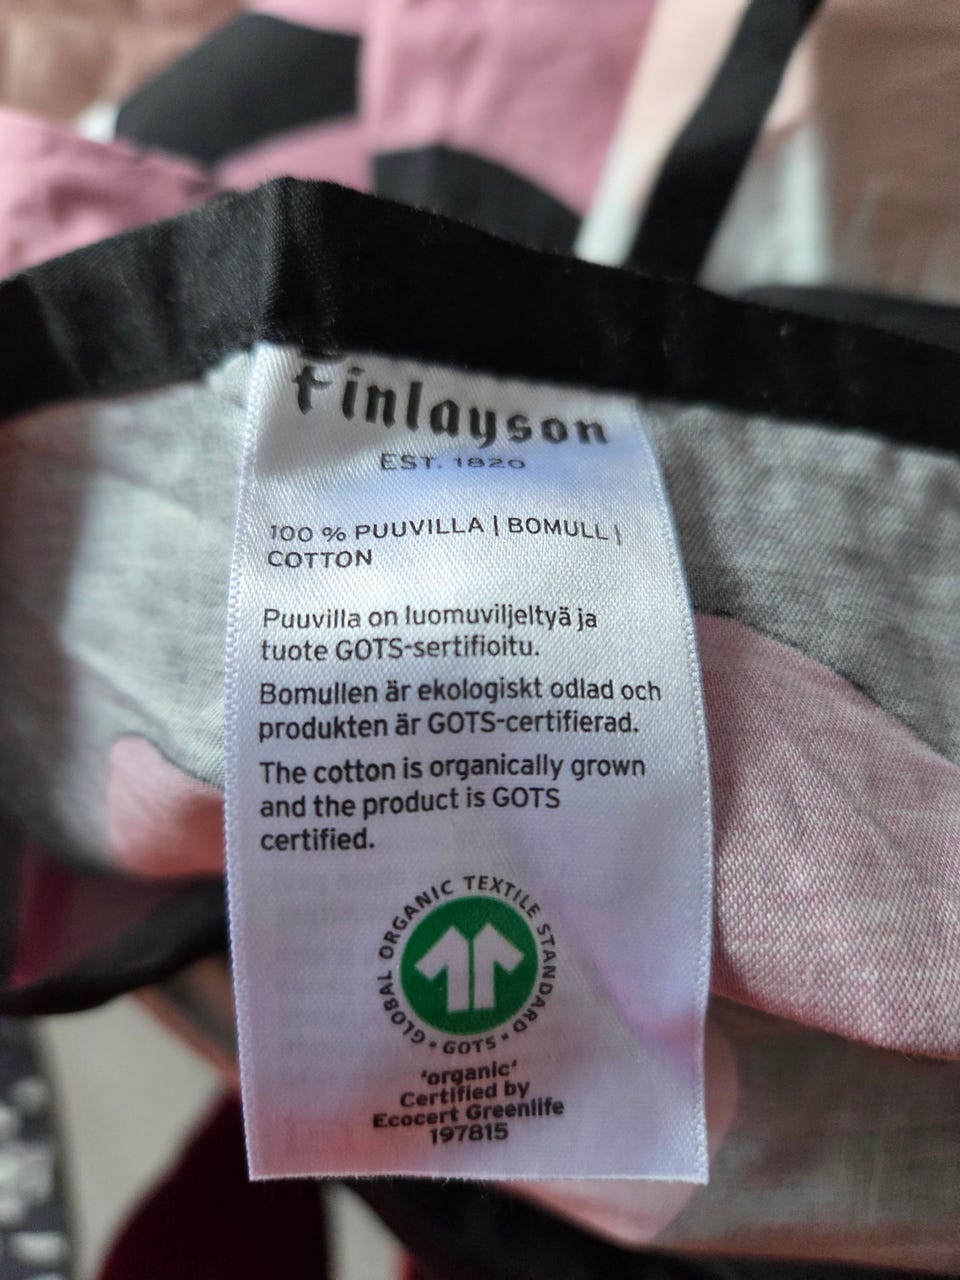 Finlayson
EST. 1820
100 % PUUVILLA | BOMULL |
COTTON
Puuvilla on luomuviljeltyä ja
tuote GOTS-sertifioitu.
Bomullen är ekologiskt odlad och
produkten är GOTS-certifierad.
The cotton is organically grown
and the product is GOTS
certified.
GLOBAL ORGANIC TEXTILE STANDARD • GOTS •
'organic'
Certified by
Ecocert Greenlife
197815